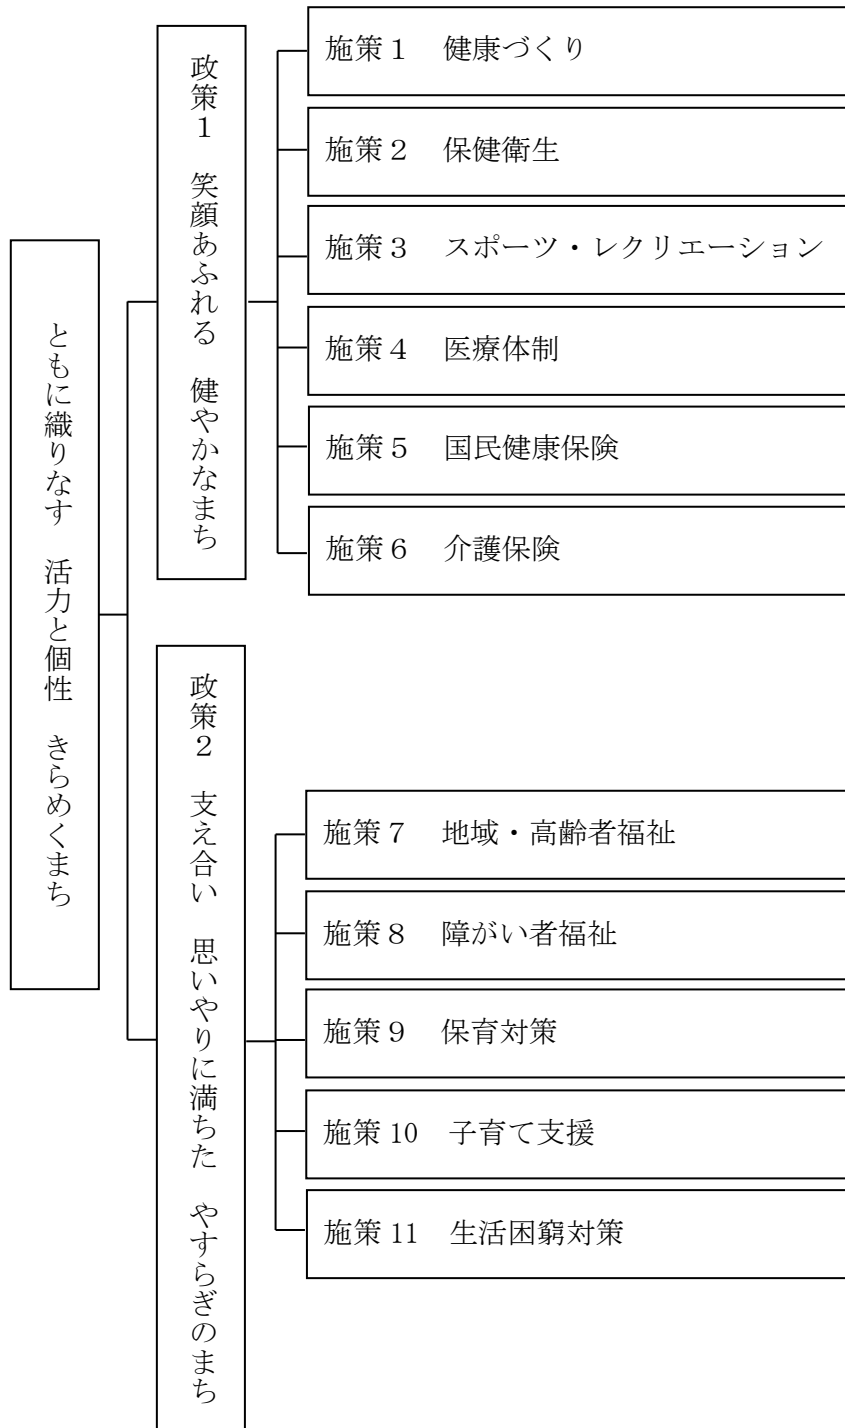 ともに織りなす　活力と個性　きらめくまち
政策１　笑顔あふれる　健やかなまち
施策１　健康づくり
施策２　保健衛生
施策３　スポーツ・レクリエーション
施策４　医療体制
施策５　国民健康保険
施策６　介護保険
政策２　支え合い　思いやりに満ちた　やすらぎのまち
施策７　地域・高齢者福祉
施策８　障がい者福祉
施策９　保育対策
施策 10　子育て支援
施策 11　生活困窮対策